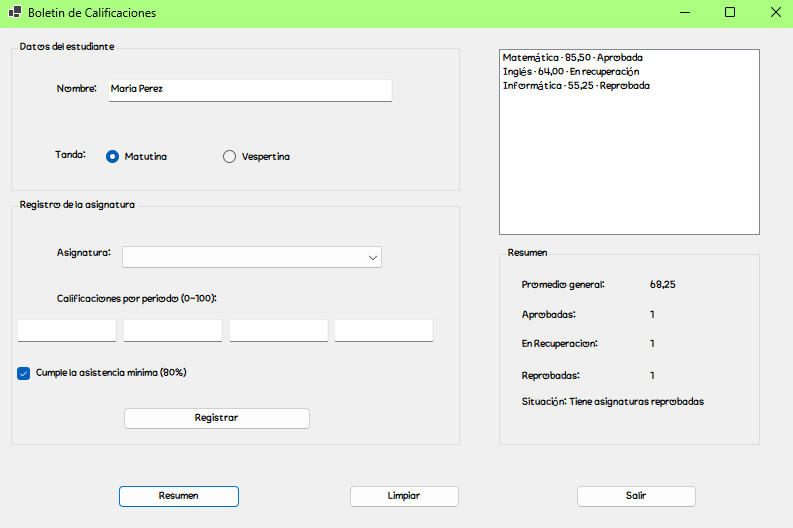 Boletin de Calificaciones
Datos del estudiante
Nombre: Maria Perez
Tanda: Matutina Vespertina
Registro de la asignatura
Asignatura:
Calificaciones por periodo (0-100):
Cumple la asistencia minima (80%)
Registrar
Matemática · 85,50 · Aprobada
Inglés · 64,00 · En recuperación
Informática · 55,25 · Reprobada
Resumen
Promedio general: 68,25
Aprobadas: 1
En Recuperacion: 1
Reprobadas: 1
Situación: Tiene asignaturas reprobadas
Resumen Limpiar Salir